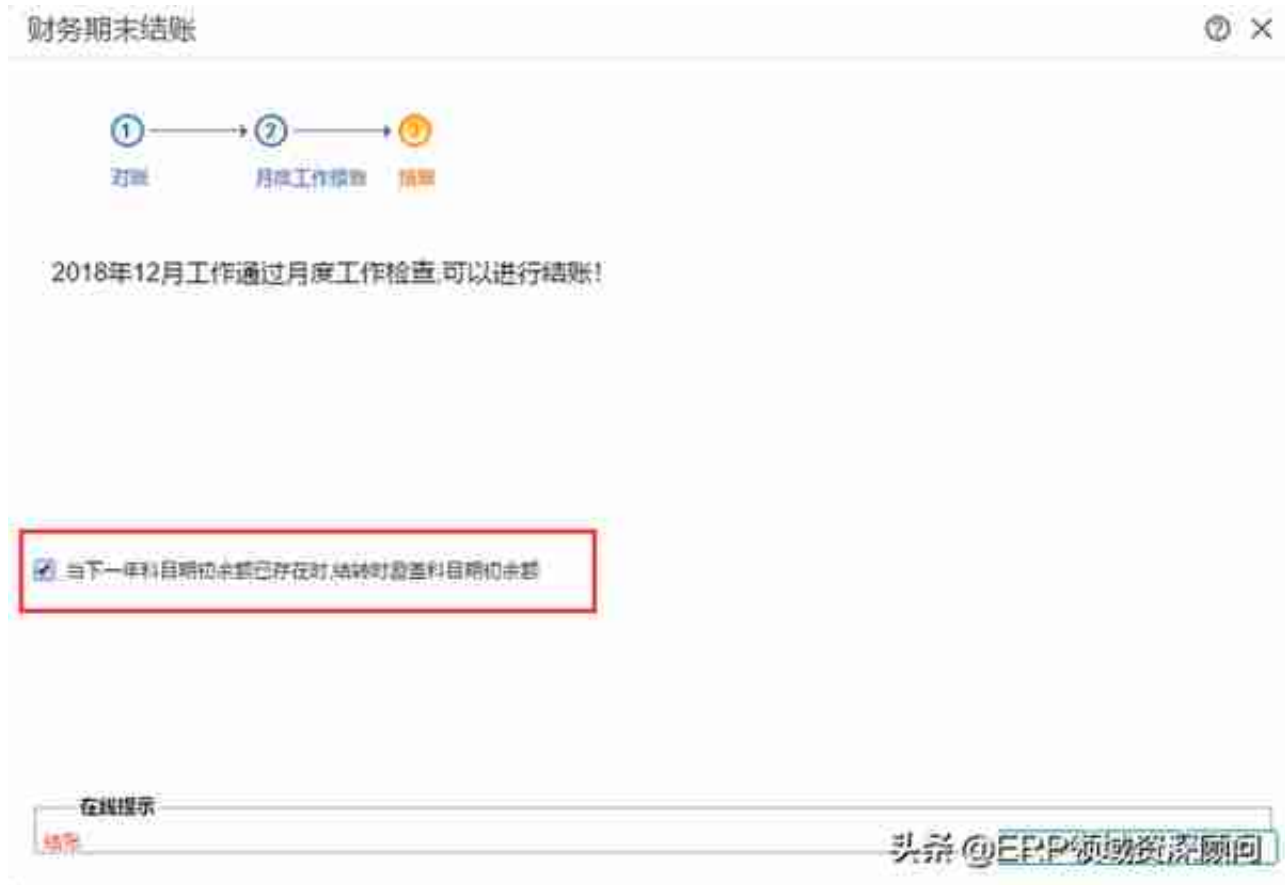 财务期末结账
1 2 3
对账 月度工作检查 结账
2018年12月工作通过月度工作检查,可以进行结账!
当下一年科目期初余额已存在时,结转时覆盖科目期初余额
在线提示
结账
头条 @ERP领域资深顾问